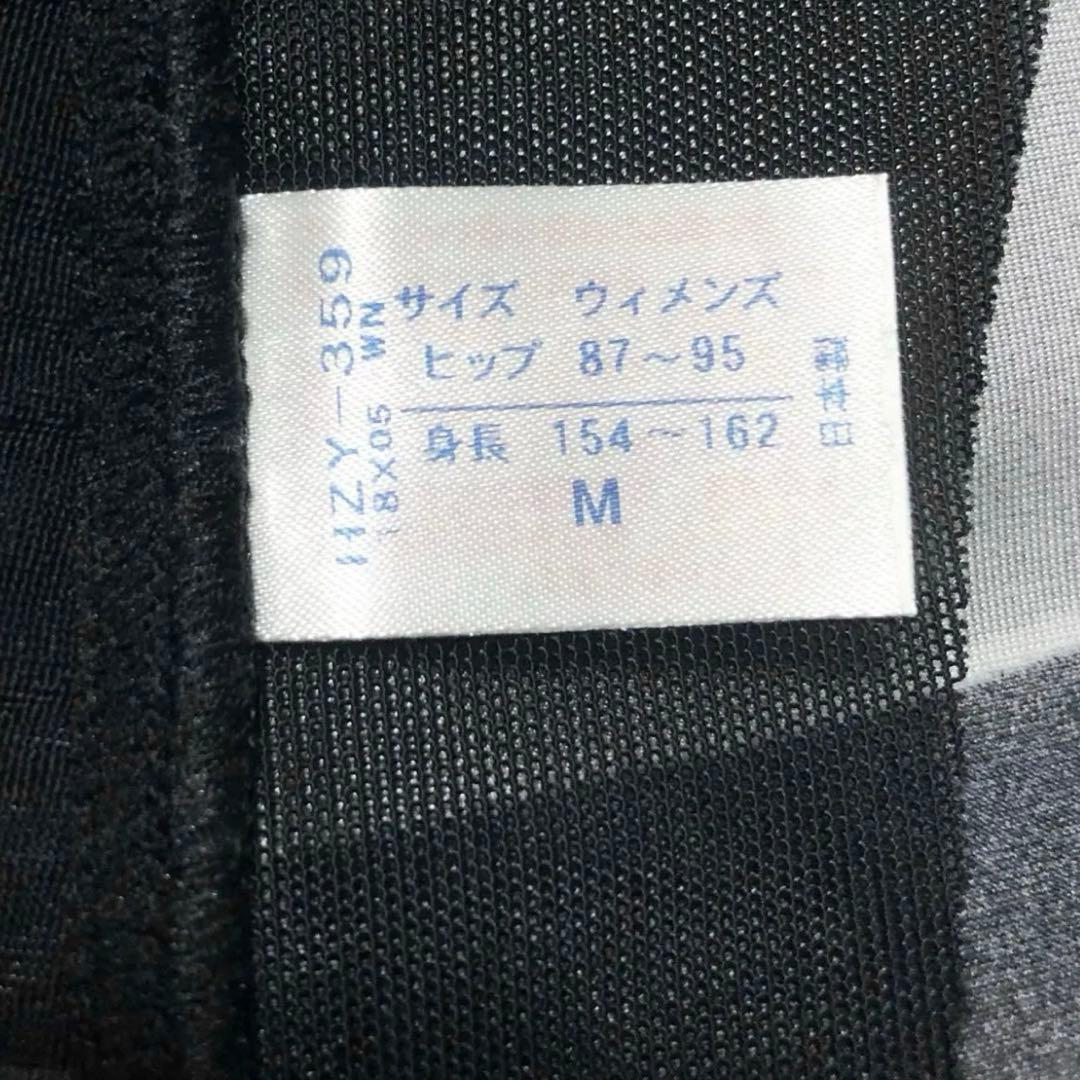 サイズ ウィメンズ
ヒップ 87～95
身長 154～162
M
HZY-359
18X05 WN
日本製